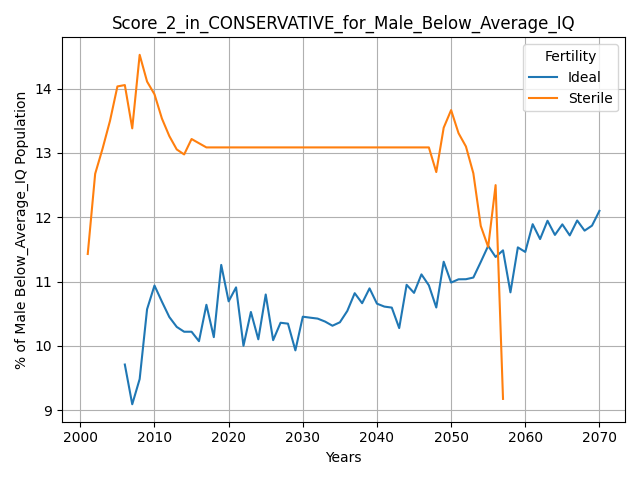 Score_2_in_CONSERVATIVE_for_Male_Below_Average_IQ
% of Male Below_Average_IQ Population
14
13
12
11
10
9
Fertility
Ideal
Sterile
2000 2010 2020 2030 2040 2050 2060 2070
Years